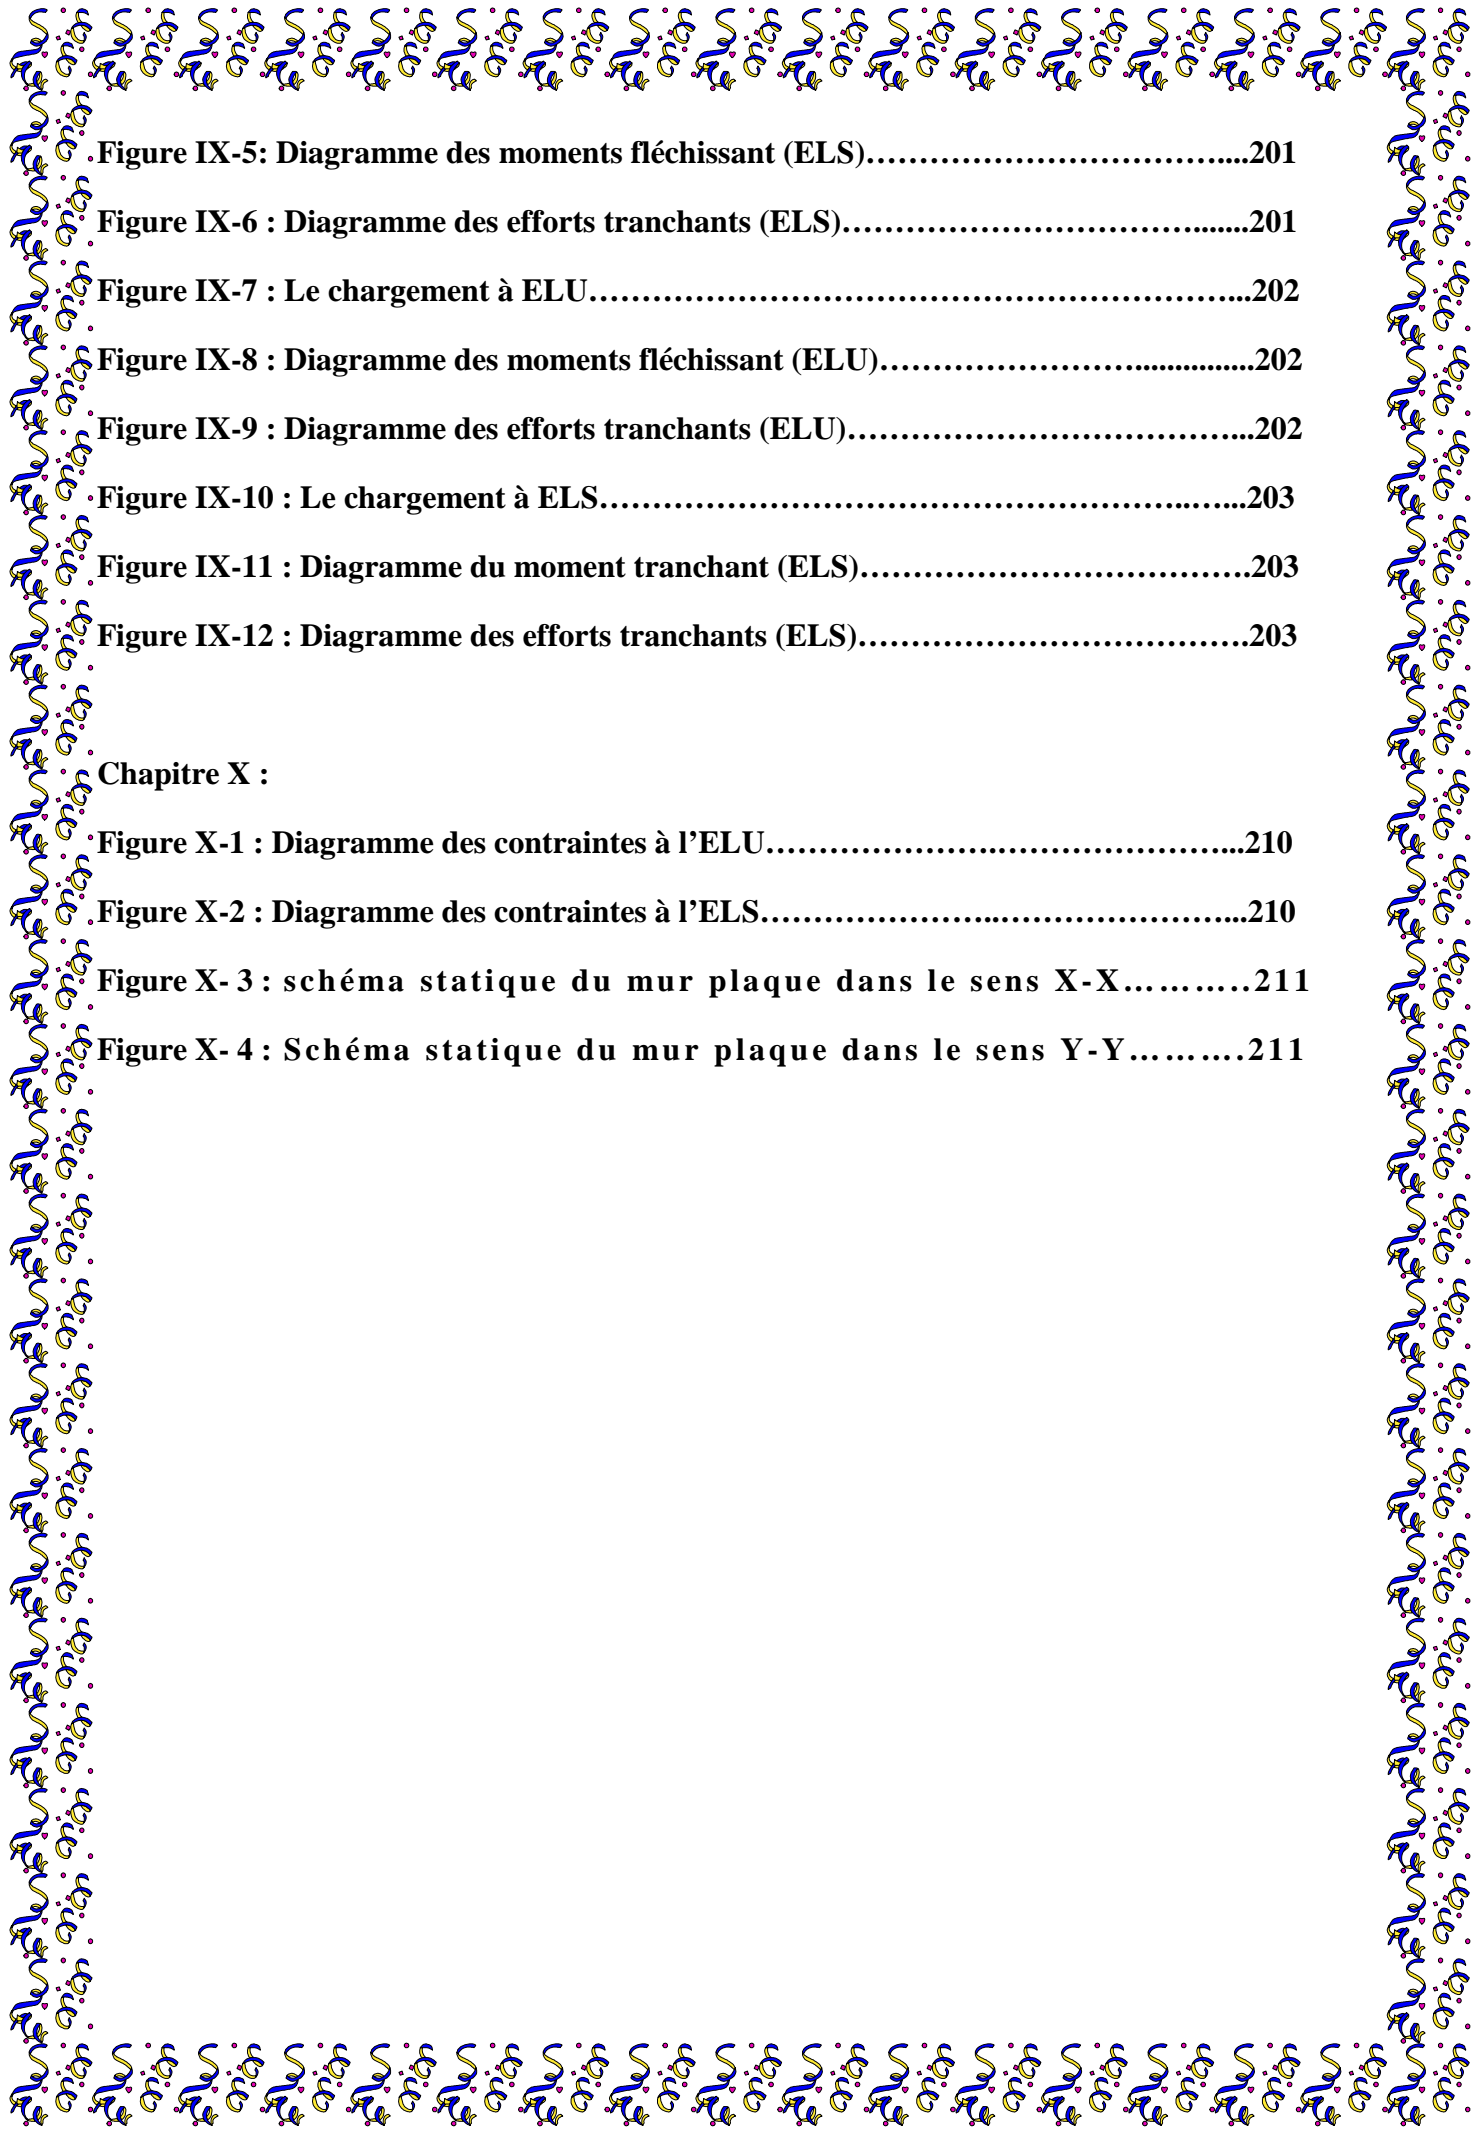 Figure IX-5: Diagramme des moments fléchissant (ELS)…………………………….....201
Figure IX-6 : Diagramme des efforts tranchants (ELS)…………………………….......201
Figure IX-7 : Le chargement à ELU……………………………………………………...202
Figure IX-8 : Diagramme des moments fléchissant (ELU)……………………...............202
Figure IX-9 : Diagramme des efforts tranchants (ELU)………………………………...202
Figure IX-10 : Le chargement à ELS………………………………………………..…...203
Figure IX-11 : Diagramme du moment tranchant (ELS)……………………………….203
Figure IX-12 : Diagramme des efforts tranchants (ELS)……………………………….203
Chapitre X :
Figure X-1 : Diagramme des contraintes à l’ELU………………….…………………...210
Figure X-2 : Diagramme des contraintes à l’ELS…………………..…………………...210
Figure X- 3 : schéma statique du mur plaque dans le sens X-X………..211
Figure X- 4 : Schéma statique du mur plaque dans le sens Y-Y……….211